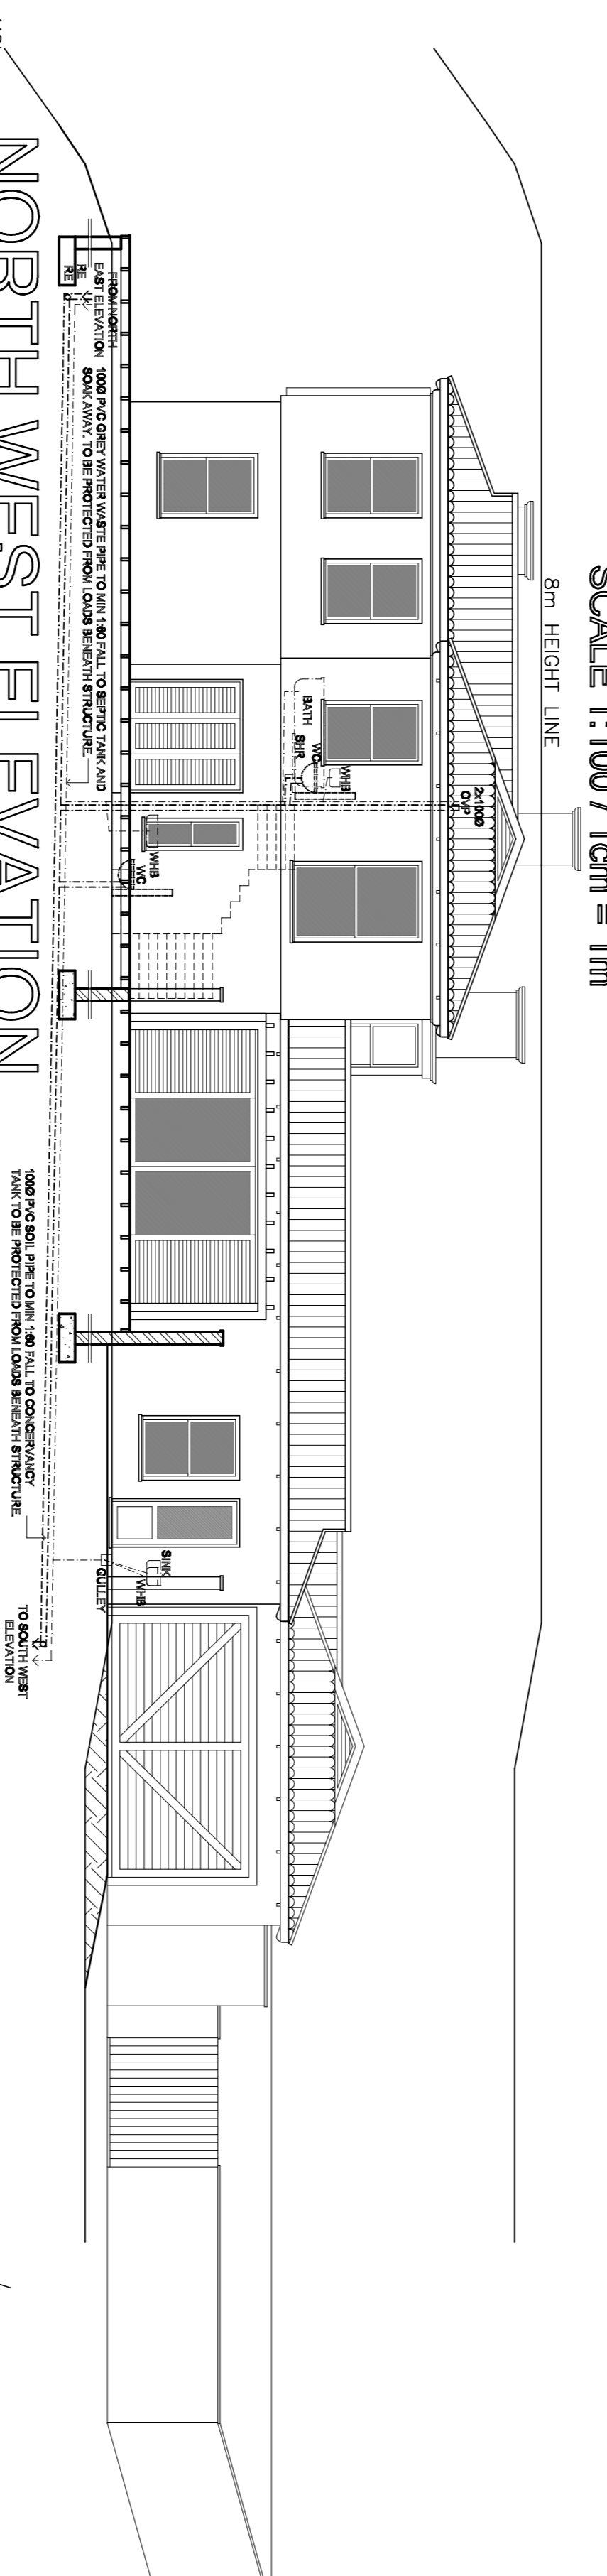 SCALE 1:100 / 1cm = 1m
8m HEIGHT LINE
2x100Ø
OVP
WHB
WC
SHR
BATH
WHB
WC
FROM NORTH
EAST ELEVATION
RE
RE
100Ø PVC GREY WATER WASTE PIPE TO MIN 1:60 FALL TO SEPTIC TANK AND
SOAK AWAY. TO BE PROTECTED FROM LOADS BENEATH STRUCTURE.
SINK
WHB
GULLEY
100Ø PVC SOIL PIPE TO MIN 1:60 FALL TO CONCERVANCY
TANK TO BE PROTECTED FROM LOADS BENEATH STRUCTURE.
TO SOUTH WEST
ELEVATION
NORTH WEST ELEVATION